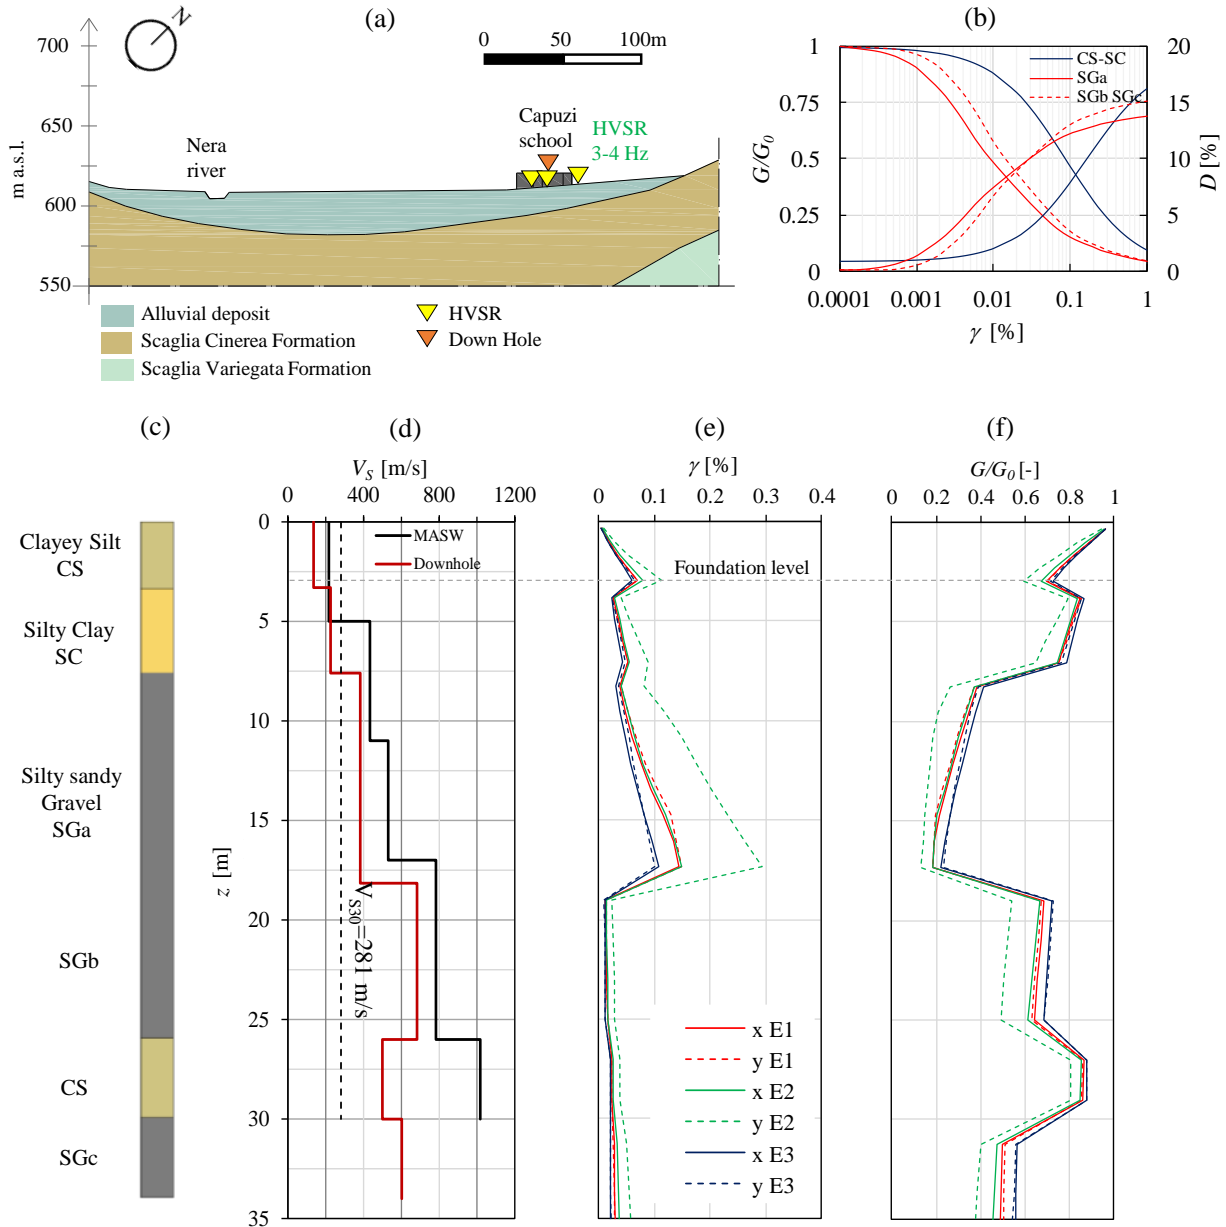 (a)
N
700
650
600
550
m a.s.l.
0 50 100m
Nera
river
Capuzi
school
HVSR
3-4 Hz
Alluvial deposit
Scaglia Cinerea Formation
Scaglia Variegata Formation
HVSR
Down Hole
(b)
1
0.75
0.5
0.25
0
G/G0
20
15
10
5
0
D [%]
CS-SC
SGa
SGb SGc
0.0001 0.001 0.01 0.1 1
γ [%]
(c)
Clayey Silt
CS
Silty Clay
SC
Silty sandy
Gravel
SGa
SGb
CS
SGc
(d)
VS [m/s]
0 400 800 1200
0
5
10
15
20
25
30
35
z [m]
MASW
Downhole
VS30=281 m/s
(e)
γ [%]
0 0.1 0.2 0.3 0.4
Foundation level
x E1
y E1
x E2
y E2
x E3
y E3
(f)
G/G0 [-]
0 0.2 0.4 0.6 0.8 1